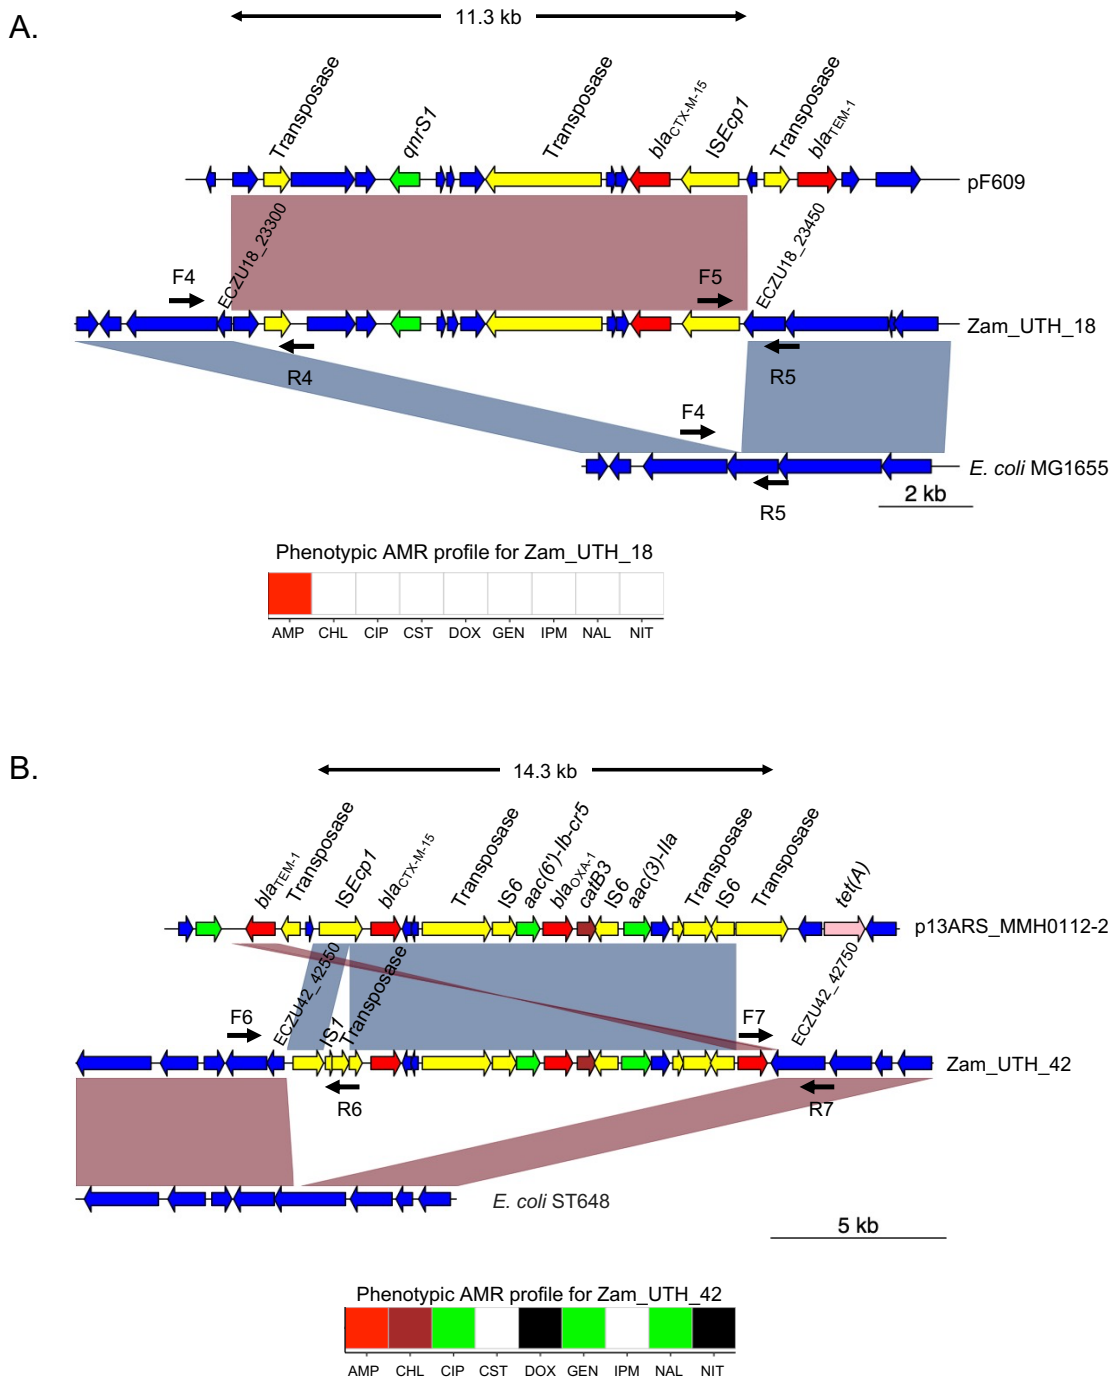 A.
11.3 kb
Transposase
qnrS1
Transposase
blaCTX-M-15
ISEcp1
Transposase
blaTEM-1
pF609
F4
ECZU18_23300
F5
ECZU18_23450
Zam_UTH_18
R4
R5
F4
E. coli MG1655
R5
2 kb
Phenotypic AMR profile for Zam_UTH_18
AMP CHL CIP CST DOX GEN IPM NAL NIT
B.
14.3 kb
blaTEM-1
Transposase
ISEcp1
blaCTX-M-15
Transposase
IS6
aac(6')-Ib-cr5
blaOXA-1
catB3
IS6
aac(3)-IIa
Transposase
IS6
Transposase
tet(A)
p13ARS_MMH0112-2
F6
ECZU42_42550
IS1
Transposase
F7
ECZU42_42750
Zam_UTH_42
R6
R7
E. coli ST648
5 kb
Phenotypic AMR profile for Zam_UTH_42
AMP CHL CIP CST DOX GEN IPM NAL NIT